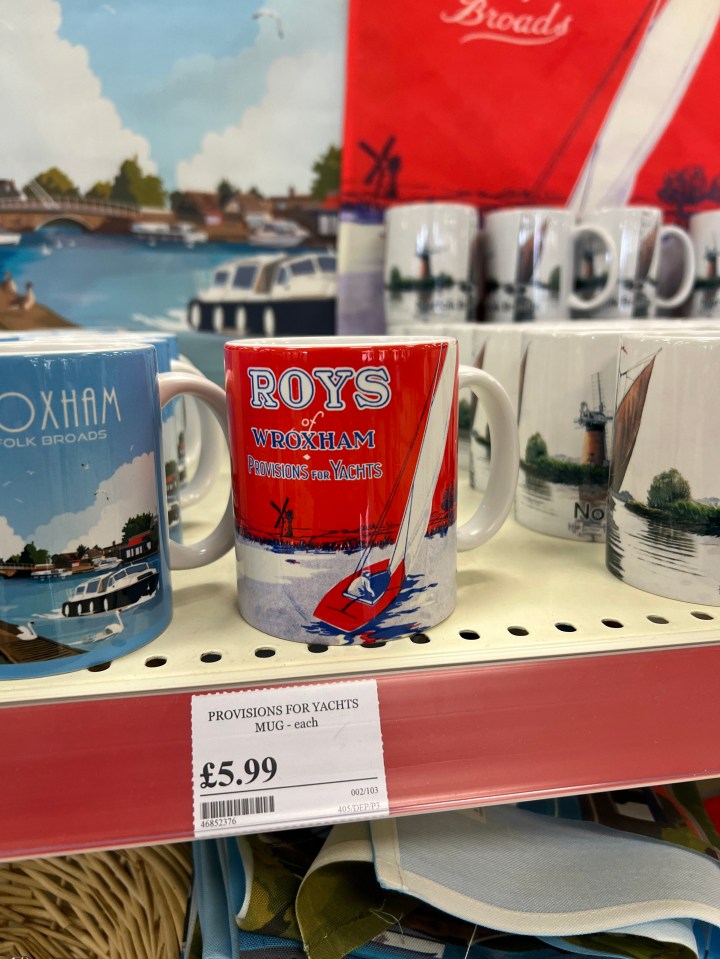 Broads
ROYS
of
WROXHAM
PROVISIONS FOR YACHTS
OXHAM
FOLK BROADS
No
PROVISIONS FOR YACHTS
MUG - each
£5.99
002/103
46852376
405/DEP/P3